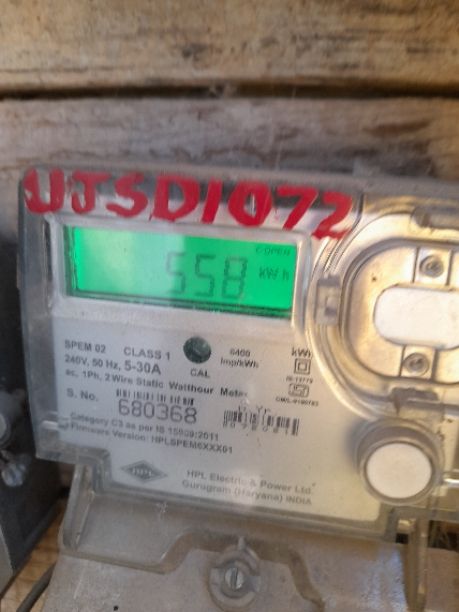 UJSD1072
C-OPEN
558 kWh
SPEM 02 CLASS 1 6400 kWh
240V, 50 Hz, 5-30A CAL Imp/kWh
ac, 1Ph, 2 Wire Static Watthour Meter
S. No.
680368
Category C3 as per IS 15959:2011
Firmware Version: HPLSPEM6XXX01
HPL
HPL Electric & Power Ltd.
Gurugram (Haryana) INDIA